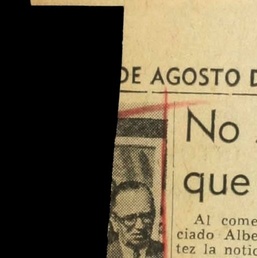 DE AGOSTO D
No
que
Al come
ciado Albe
tez la notic